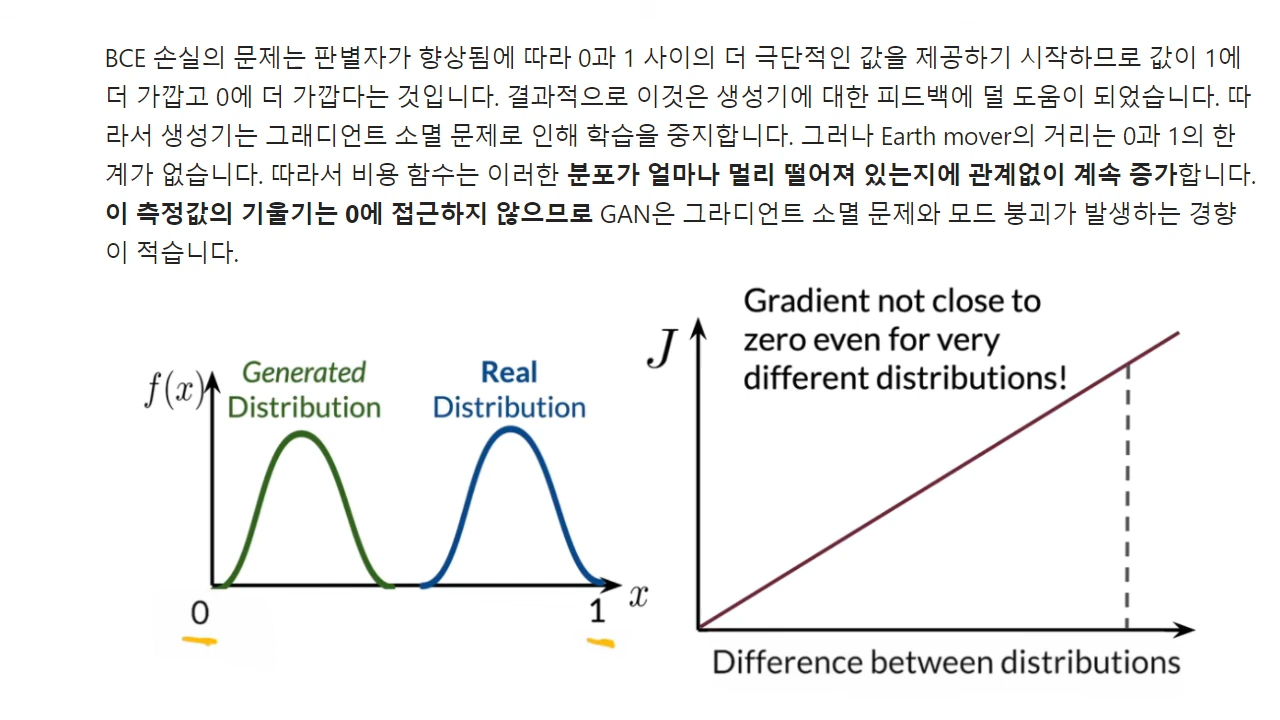 BCE 손실의 문제는 판별자가 향상됨에 따라 0과 1 사이의 더 극단적인 값을 제공하기 시작하므로 값이 1에
더 가깝고 0에 더 가깝다는 것입니다. 결과적으로 이것은 생성기에 대한 피드백에 덜 도움이 되었습니다. 따
라서 생성기는 그래디언트 소멸 문제로 인해 학습을 중지합니다. 그러나 Earth mover의 거리는 0과 1의 한
계가 없습니다. 따라서 비용 함수는 이러한 분포가 얼마나 멀리 떨어져 있는지에 관계없이 계속 증가합니다.
이 측정값의 기울기는 0에 접근하지 않으므로 GAN은 그라디언트 소멸 문제와 모드 붕괴가 발생하는 경향
이 적습니다.
f(x)
Generated
Distribution
Real
Distribution
0
1
x
J
Gradient not close to
zero even for very
different distributions!
Difference between distributions